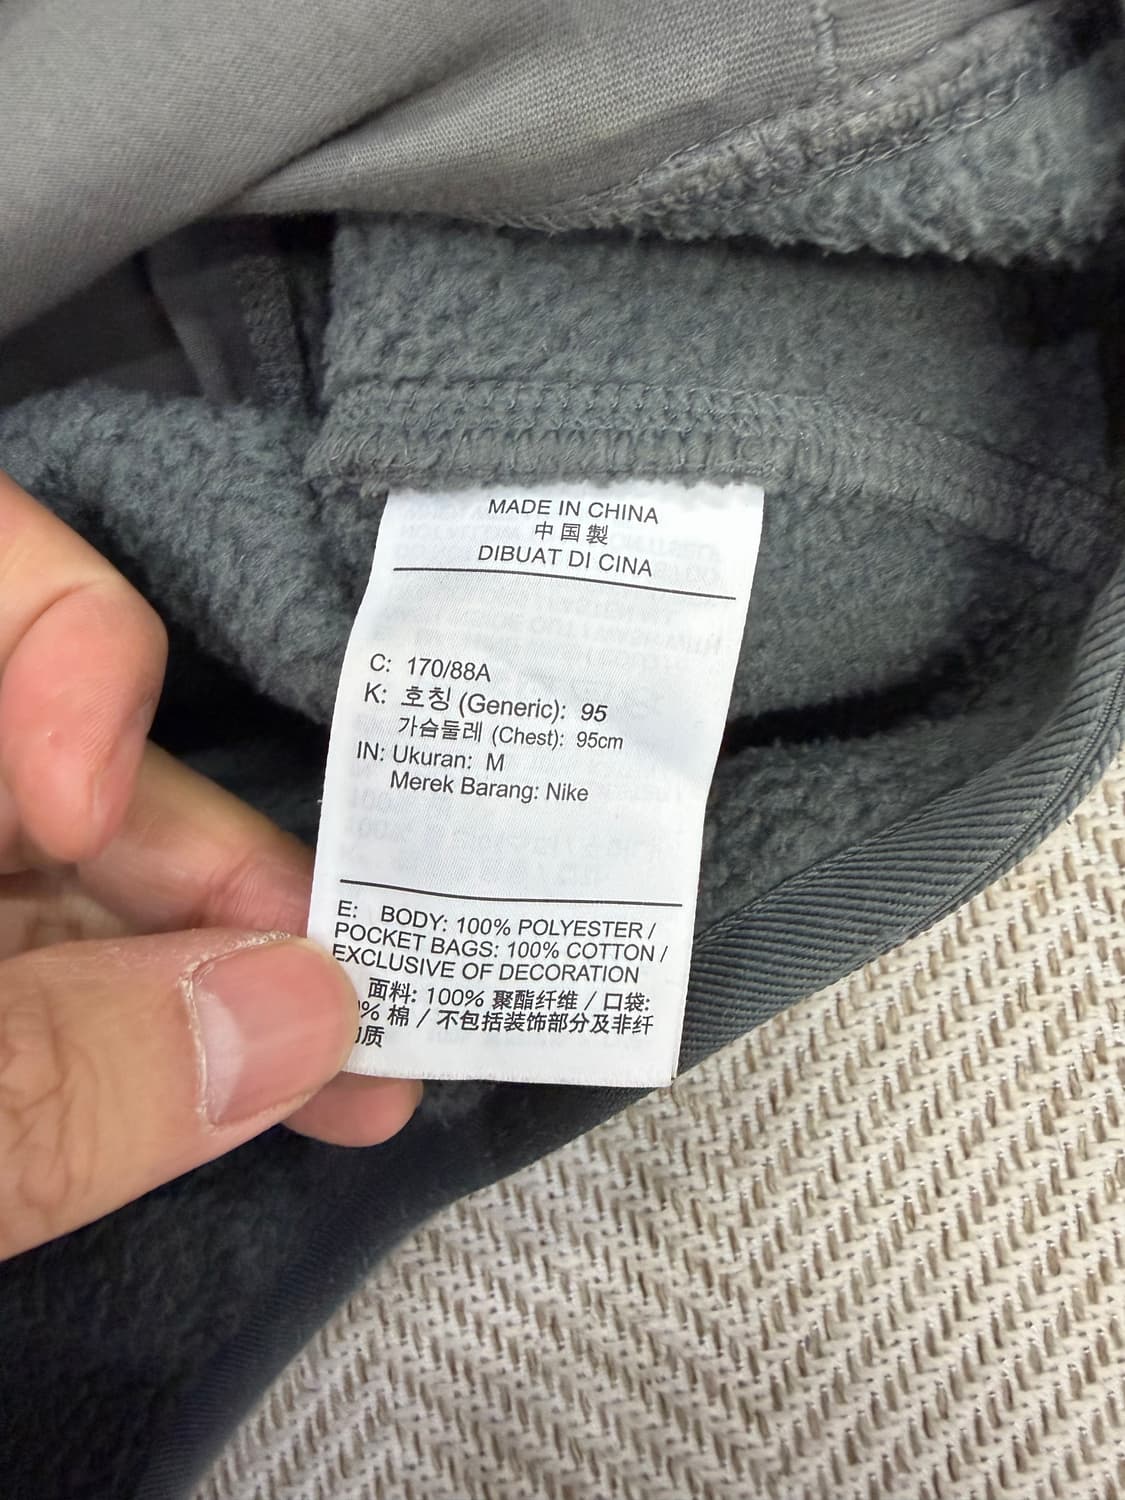 MADE IN CHINA
中国製
DIBUAT DI CINA
C: 170/88A
K: 호칭 (Generic): 95
가슴둘레 (Chest): 95cm
IN: Ukuran: M
Merek Barang: Nike
E: BODY: 100% POLYESTER /
POCKET BAGS: 100% COTTON /
EXCLUSIVE OF DECORATION
面料: 100% 聚酯纤维 / 口袋:
% 棉 / 不包括装饰部分及非纤
质